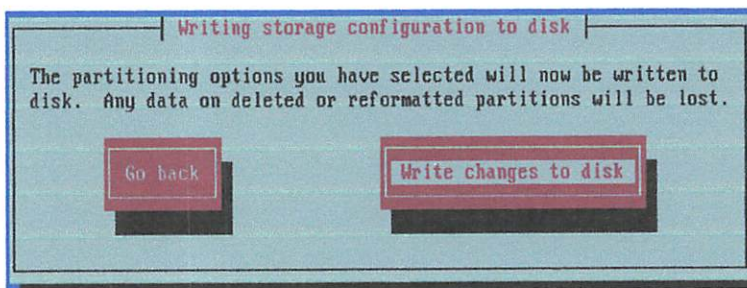 Writing storage configuration to disk
The partitioning options you have selected will now be written to
disk. Any data on deleted or reformatted partitions will be lost.
Go back
Write changes to disk